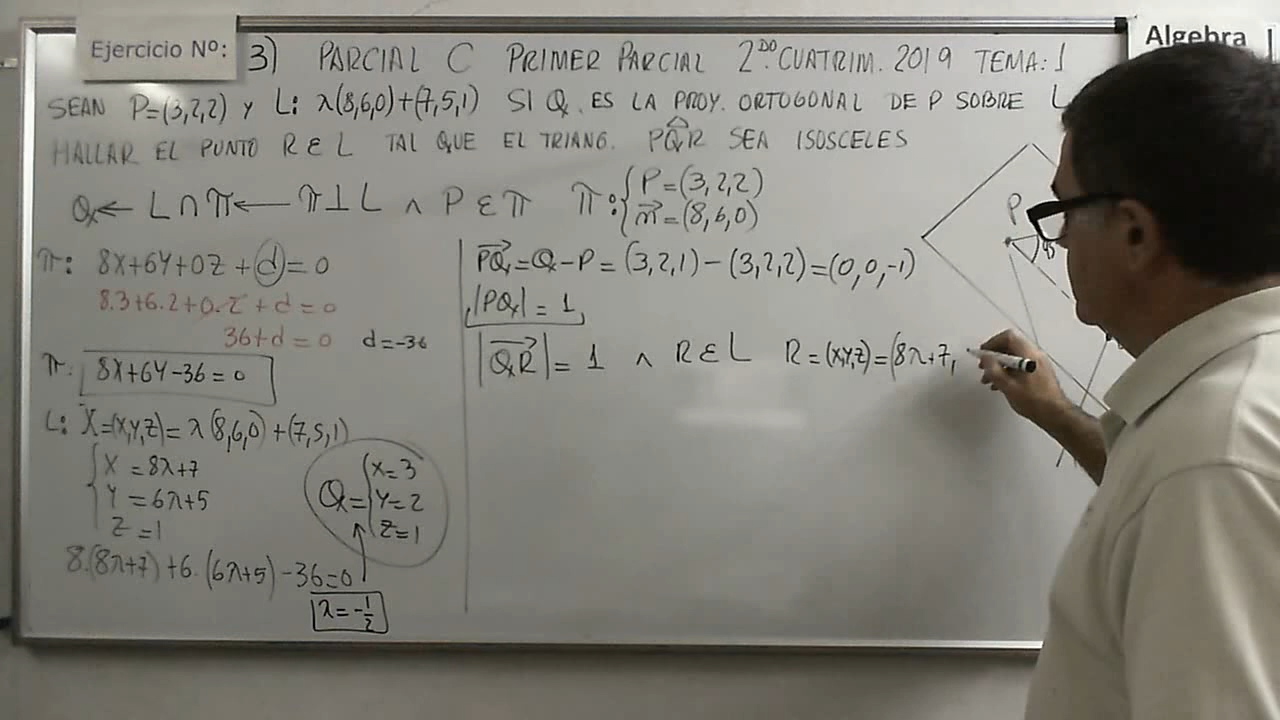 Ejercicio Nº:
Algebra
3) PARCIAL C PRIMER PARCIAL 2DO. CUATRIM. 2019 TEMA: 1
SEAN P=(3,2,2) Y L: λ(8,6,0)+(7,5,1) SI Q ES LA PROY. ORTOGONAL DE P SOBRE L
HALLAR EL PUNTO R ∈ L TAL QUE EL TRIANG. PQ̂R SEA ISOSCELES
Q ← L ∩ π ← π ⊥ L ∧ P ∈ π π: { P=(3,2,2)
n⃗=(8,6,0)
π: 8X+6Y+0Z+d=0
8.3+6.2+0.2+d=0
36+d=0 d=-36
π: 8X+6Y-36=0
L: X=(X,Y,Z)=λ(8,6,0)+(7,5,1)
X=8λ+7
Y=6λ+5
Z=1
Q= { X=3
Y=2
Z=1
8.(8λ+7)+6.(6λ+5)-36=0
λ=-1/2
PQ⃗=Q-P=(3,2,1)-(3,2,2)=(0,0,-1)
|PQ|=1
|QR⃗|=1 ∧ R ∈ L R=(X,Y,Z)=(8λ+7,
P